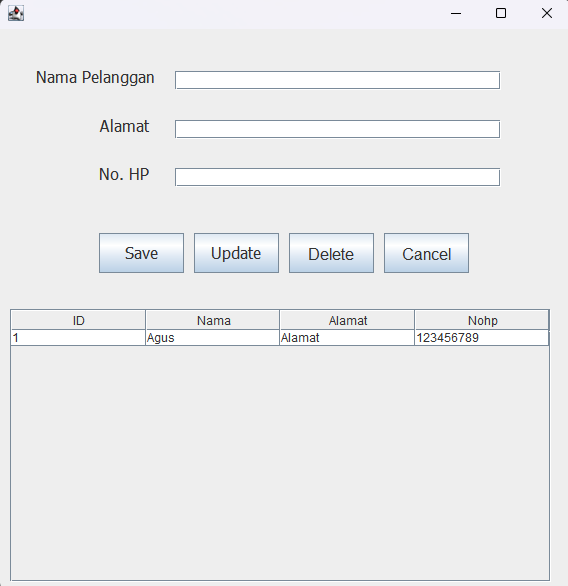 Nama Pelanggan
Alamat
No. HP
Save Update Delete Cancel
ID Nama Alamat Nohp
1 Agus Alamat 123456789